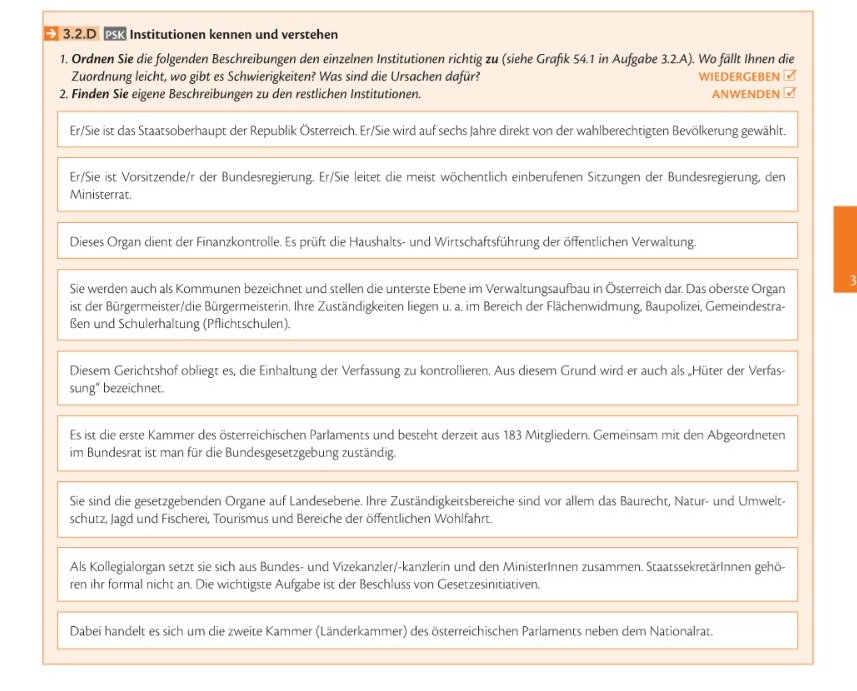 → 3.2.D PSK Institutionen kennen und verstehen
1. Ordnen Sie die folgenden Beschreibungen den einzelnen Institutionen richtig zu (siehe Grafik 54.1 in Aufgabe 3.2.A). Wo fällt Ihnen die
Zuordnung leicht, wo gibt es Schwierigkeiten? Was sind die Ursachen dafür? WIEDERGEBEN ☑
2. Finden Sie eigene Beschreibungen zu den restlichen Institutionen. ANWENDEN ☑
Er/Sie ist das Staatsoberhaupt der Republik Österreich. Er/Sie wird auf sechs Jahre direkt von der wahlberechtigten Bevölkerung gewählt.
Er/Sie ist Vorsitzende/r der Bundesregierung. Er/Sie leitet die meist wöchentlich einberufenen Sitzungen der Bundesregierung, den
Ministerrat.
Dieses Organ dient der Finanzkontrolle. Es prüft die Haushalts- und Wirtschaftsführung der öffentlichen Verwaltung.
Sie werden auch als Kommunen bezeichnet und stellen die unterste Ebene im Verwaltungsaufbau in Österreich dar. Das oberste Organ
ist der Bürgermeister/die Bürgermeisterin. Ihre Zuständigkeiten liegen u. a. im Bereich der Flächenwidmung, Baupolizei, Gemeindestra-
ßen und Schulerhaltung (Pflichtschulen).
Diesem Gerichtshof obliegt es, die Einhaltung der Verfassung zu kontrollieren. Aus diesem Grund wird er auch als „Hüter der Verfas-
sung" bezeichnet.
Es ist die erste Kammer des österreichischen Parlaments und besteht derzeit aus 183 Mitgliedern. Gemeinsam mit den Abgeordneten
im Bundesrat ist man für die Bundesgesetzgebung zuständig.
Sie sind die gesetzgebenden Organe auf Landesebene. Ihre Zuständigkeitsbereiche sind vor allem das Baurecht, Natur- und Umwelt-
schutz, Jagd und Fischerei, Tourismus und Bereiche der öffentlichen Wohlfahrt.
Als Kollegialorgan setzt sie sich aus Bundes- und Vizekanzler/-kanzlerin und den MinisterInnen zusammen. StaatssekretärInnen gehö-
ren ihr formal nicht an. Die wichtigste Aufgabe ist der Beschluss von Gesetzesinitiativen.
Dabei handelt es sich um die zweite Kammer (Länderkammer) des österreichischen Parlaments neben dem Nationalrat.
3